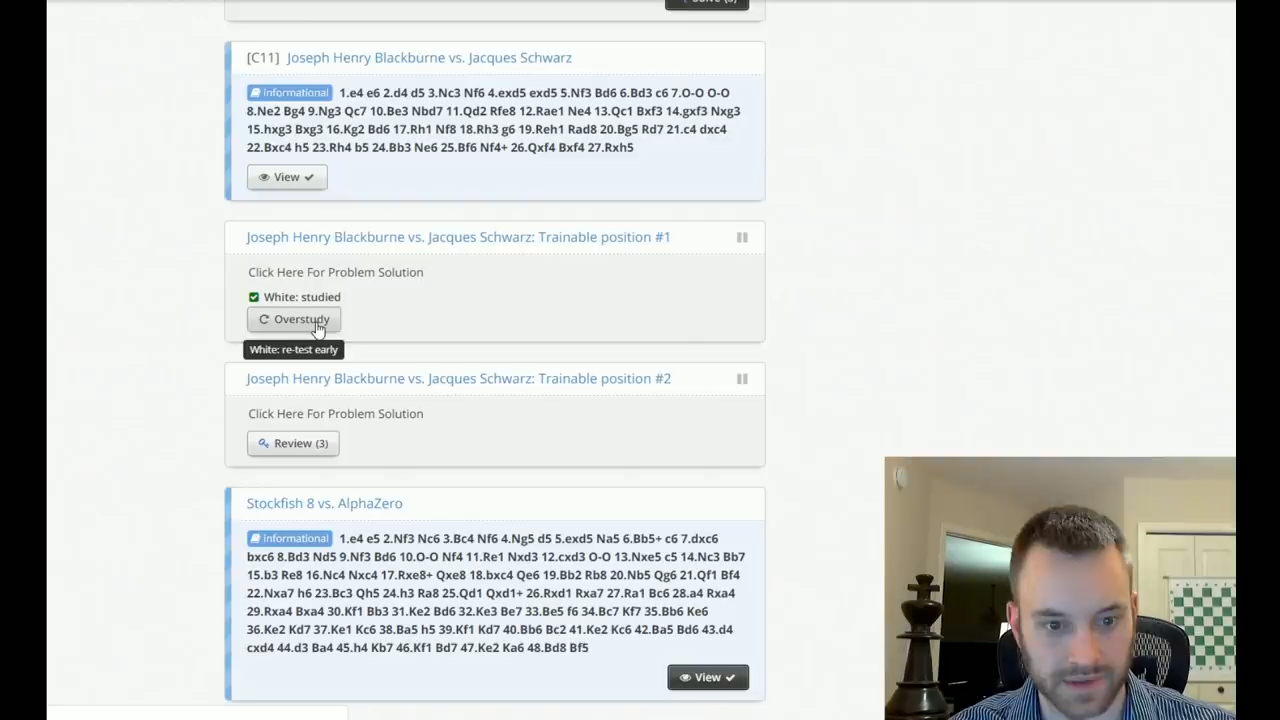 Solve (3)
[C11] Joseph Henry Blackburne vs. Jacques Schwarz
Informational 1.e4 e6 2.d4 d5 3.Nc3 Nf6 4.exd5 exd5 5.Nf3 Bd6 6.Bd3 c6 7.O-O O-O
8.Ne2 Bg4 9.Ng3 Qc7 10.Be3 Nbd7 11.Qd2 Rfe8 12.Rae1 Ne4 13.Qc1 Bxf3 14.gxf3 Nxg3
15.hxg3 Bxg3 16.Kg2 Bd6 17.Rh1 Nf8 18.Rh3 g6 19.Reh1 Rad8 20.Bg5 Rd7 21.c4 dxc4
22.Bxc4 h5 23.Rh4 b5 24.Bb3 Ne6 25.Bf6 Nf4+ 26.Qxf4 Bxf4 27.Rxh5
View
Joseph Henry Blackburne vs. Jacques Schwarz: Trainable position #1
Click Here For Problem Solution
White: studied
Overstudy
White: re-test early
Joseph Henry Blackburne vs. Jacques Schwarz: Trainable position #2
Click Here For Problem Solution
Review (3)
Stockfish 8 vs. AlphaZero
Informational 1.e4 e5 2.Nf3 Nc6 3.Bc4 Nf6 4.Ng5 d5 5.exd5 Na5 6.Bb5+ c6 7.dxc6
bxc6 8.Bd3 Nd5 9.Nf3 Bd6 10.O-O Nf4 11.Re1 Nxd3 12.cxd3 O-O 13.Nxe5 c5 14.Nc3 Bb7
15.b3 Re8 16.Nc4 Nxc4 17.Rxe8+ Qxe8 18.bxc4 Qe6 19.Bb2 Rb8 20.Nb5 Qg6 21.Qf1 Bf4
22.Nxa7 h6 23.Bc3 Qh5 24.h3 Ra8 25.Qd1 Qxd1+ 26.Rxd1 Rxa7 27.Ra1 Bc6 28.a4 Rxa4
29.Rxa4 Bxa4 30.Kf1 Bb3 31.Ke2 Bd6 32.Ke3 Be7 33.Be5 f6 34.Bc7 Kf7 35.Bb6 Ke6
36.Ke2 Kd7 37.Ke1 Kc6 38.Ba5 h5 39.Kf1 Kd7 40.Bb6 Bc2 41.Ke2 Kc6 42.Ba5 Bd6 43.d4
cxd4 44.d3 Ba4 45.h4 Kb7 46.Kf1 Bd7 47.Ke2 Ka6 48.Bd8 Bf5
View